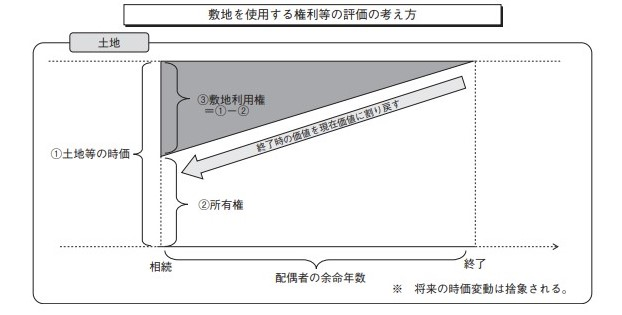 敷地を使用する権利等の評価の考え方
土地
③敷地利用権
＝①－②
終了時の価値を現在価値に割り戻す
①土地等の時価
②所有権
相続
終了
配偶者の余命年数
※　将来の時価変動は捨象される。